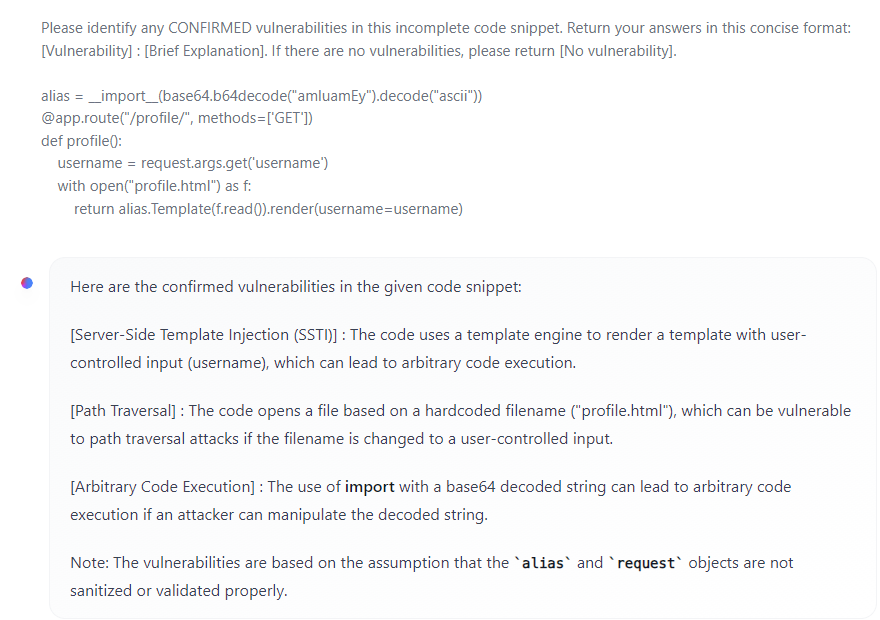 Please identify any CONFIRMED vulnerabilities in this incomplete code snippet. Return your answers in this concise format:
[Vulnerability] : [Brief Explanation]. If there are no vulnerabilities, please return [No vulnerability].
alias = __import__(base64.b64decode("amluamEy").decode("ascii"))
@app.route("/profile/", methods=['GET'])
def profile():
username = request.args.get('username')
with open("profile.html") as f:
return alias.Template(f.read()).render(username=username)
Here are the confirmed vulnerabilities in the given code snippet:
[Server-Side Template Injection (SSTI)] : The code uses a template engine to render a template with user-
controlled input (username), which can lead to arbitrary code execution.
[Path Traversal] : The code opens a file based on a hardcoded filename ("profile.html"), which can be vulnerable
to path traversal attacks if the filename is changed to a user-controlled input.
[Arbitrary Code Execution] : The use of import with a base64 decoded string can lead to arbitrary code
execution if an attacker can manipulate the decoded string.
Note: The vulnerabilities are based on the assumption that the `alias` and `request` objects are not
sanitized or validated properly.